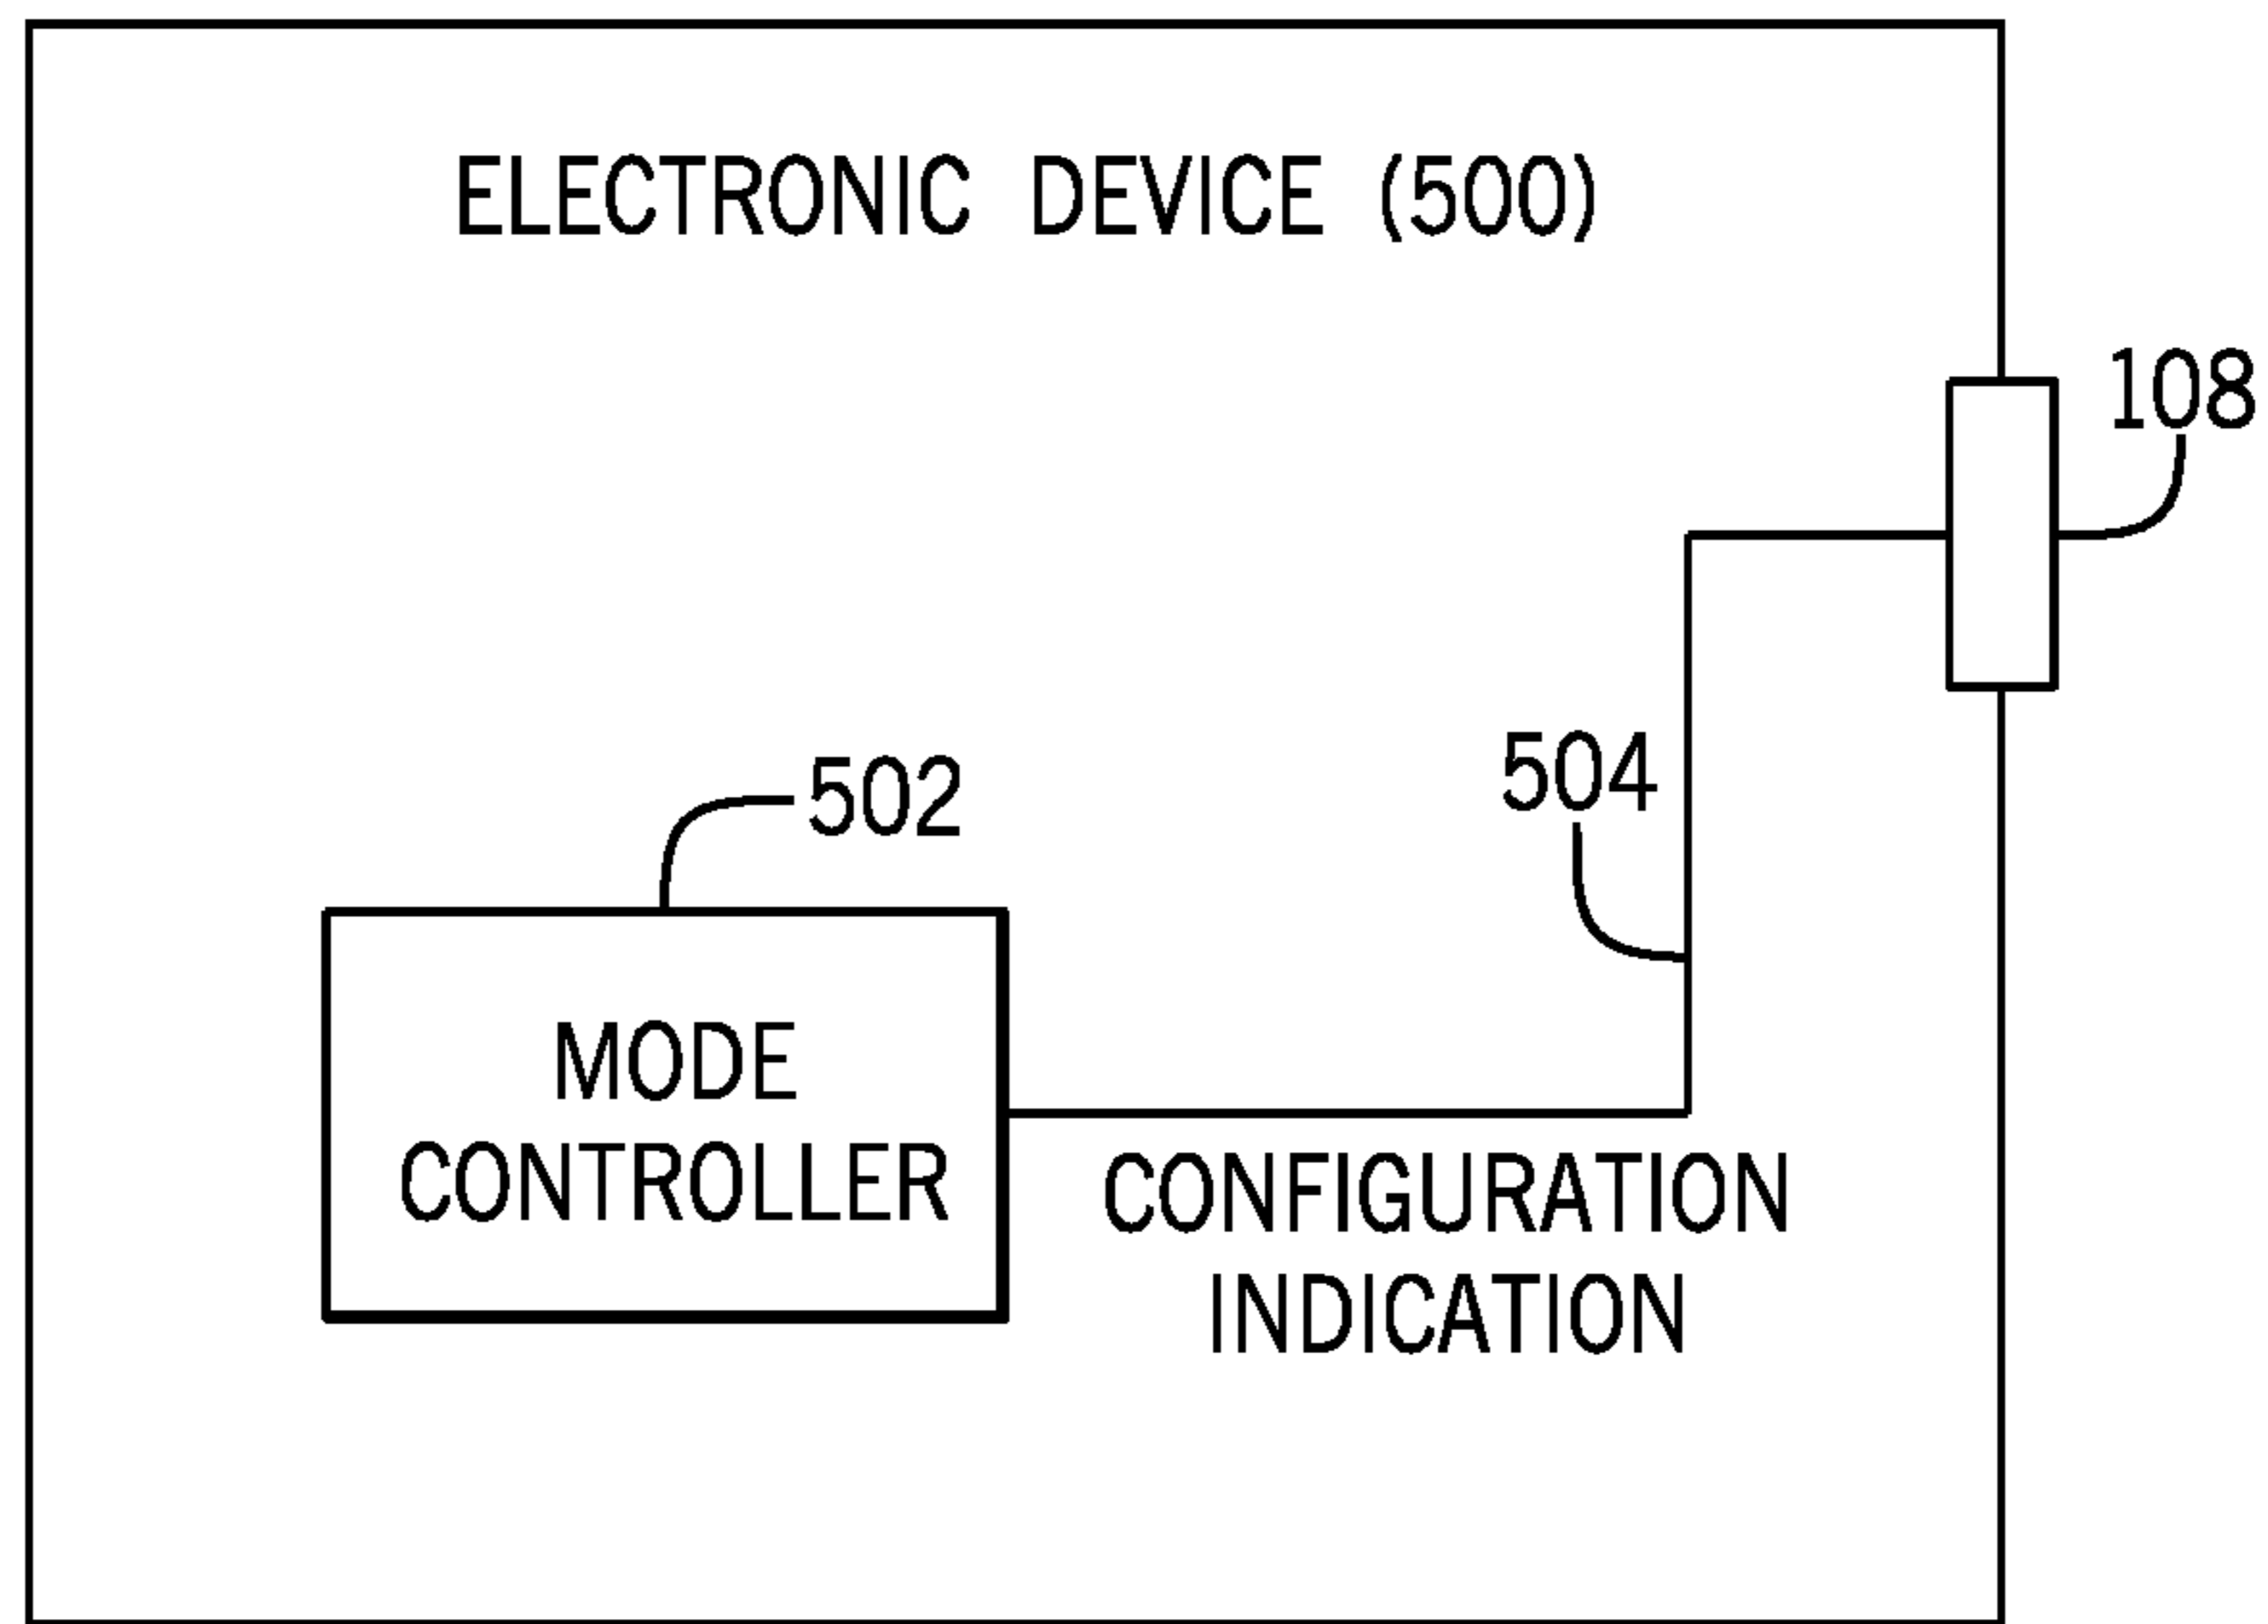 ELECTRONIC DEVICE (500)
108
504
502
MODE
CONTROLLER
CONFIGURATION
INDICATION